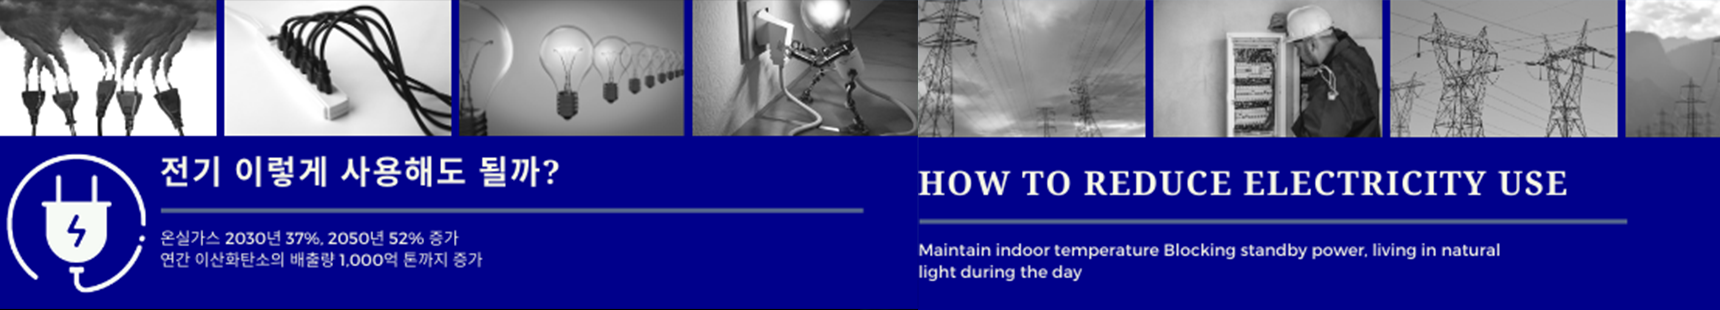 전기 이렇게 사용해도 될까?
온실가스 2030년 37%, 2050년 52% 증가
연간 이산화탄소의 배출량 1,000억 톤까지 증가
HOW TO REDUCE ELECTRICITY USE
Maintain indoor temperature Blocking standby power, living in natural
light during the day